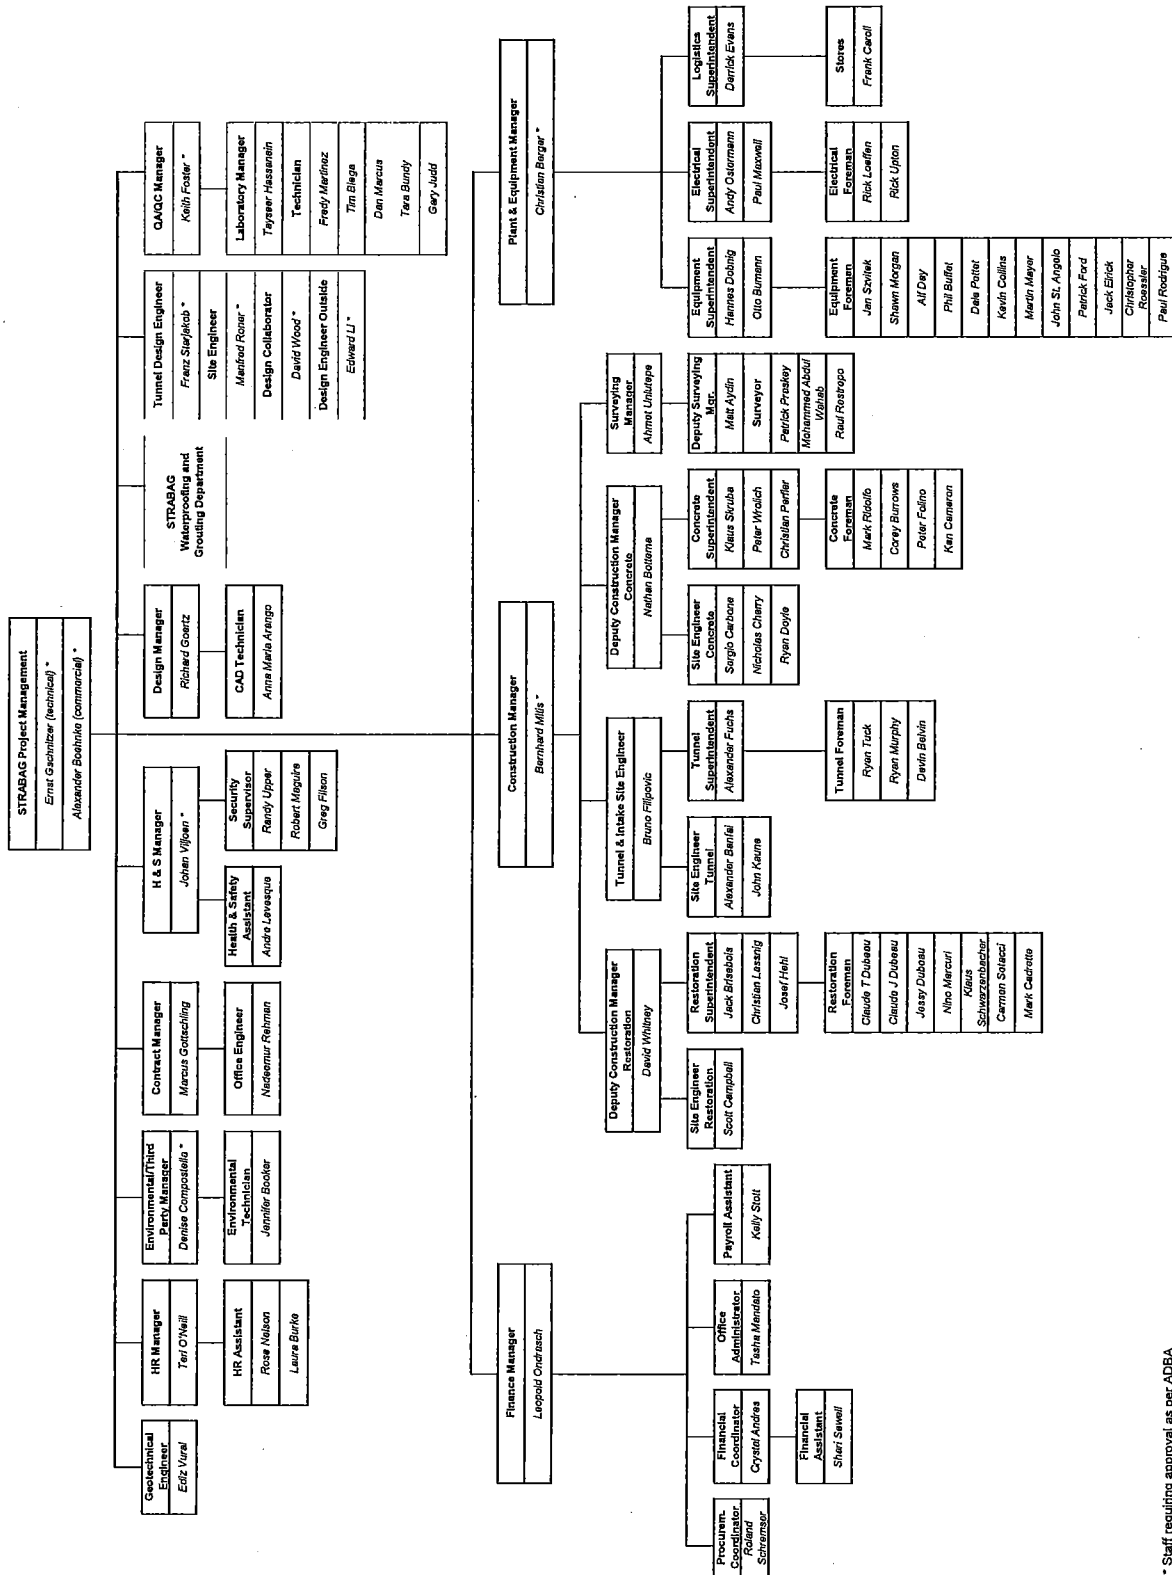 STRABAG Project Management
Ernst Gschnitzer (technical) *
Alexander Boehnke (commercial) *
Geotechnical
Engineer
Ediz Vural
HR Manager
Teri O'Neill
HR Assistant
Rose Nelson
Laura Burke
Environmental/Third
Party Manager
Denise Compostella *
Environmental
Technician
Jennifer Booker
Contract Manager
Marcus Gottschling
Office Engineer
Nadeemur Rehman
H & S Manager
Johan Viljoen *
Health & Safety
Assistant
Andre Levesque
Security
Supervisor
Randy Upper
Robert Maguire
Greg Filson
Design Manager
Richard Goertz
CAD Technician
Anna Maria Arango
STRABAG
Waterproofing and
Grouting Department
Tunnel Design Engineer
Franz Starjakob *
Site Engineer
Manfred Roner *
Design Collaborator
David Wood *
Design Engineer Outside
Edward Li *
QA/QC Manager
Keith Foster *
Laboratory Manager
Tayseer Hassanein
Technician
Fredy Martinez
Tim Blega
Dan Marcus
Tara Bundy
Gary Judd
Finance Manager
Leopold Ondrasch
Procurem.
Coordinator
Roland
Schremser
Financial
Coordinator
Crystal Andres
Financial
Assistant
Shari Sewell
Office
Administrator
Tasha Mandato
Payroll Assistant
Kelly Stott
Construction Manager
Bernhard Mitis *
Deputy Construction Manager
Restoration
David Whitney
Site Engineer
Restoration
Scott Campbell
Restoration
Superintendent
Jack Brisebois
Christian Lassnig
Josef Hehl
Restoration
Foreman
Claude T Dubeau
Claude J Dubeau
Jessy Dubeau
Nino Mercuri
Klaus
Schwarzenbacher
Carmen Sotacci
Mark Cadrette
Tunnel & Intake Site Engineer
Bruno Filipovic
Site Engineer
Tunnel
Alexander Banfai
John Keune
Tunnel
Superintendent
Alexander Fuchs
Tunnel Foreman
Ryan Tuck
Ryan Murphy
Devin Belvin
Deputy Construction Manager
Concrete
Nathan Bottema
Site Engineer
Concrete
Sergio Carbone
Nicholas Cherry
Ryan Doyle
Concrete
Superintendent
Klaus Skruba
Peter Wrolich
Christian Perfler
Concrete
Foreman
Mark Ridolfo
Corey Burrows
Peter Folino
Ken Cameron
Surveying
Manager
Ahmet Unlutepe
Deputy Surveying
Mgr.
Matt Aydin
Surveyor
Patrick Preskey
Mohammed Abdul
Wahab
Raul Restrepo
Plant & Equipment Manager
Christian Berger *
Equipment
Superintendent
Hannes Dobnig
Otto Bumann
Equipment
Foreman
Jan Szvitek
Shawn Morgan
Alf Day
Phil Buffet
Dale Pottet
Kevin Collins
Martin Mayer
John St. Angelo
Patrick Ford
Jack Eirick
Christopher
Roessler
Paul Rodrigue
Electrical
Superintendent
Andy Ostermann
Paul Maxwell
Electrical
Foreman
Rick Loeffen
Rick Upton
Logistics
Superintendent
Derrick Evans
Stores
Frank Caroll
* Staff requiring approval as per ADBA